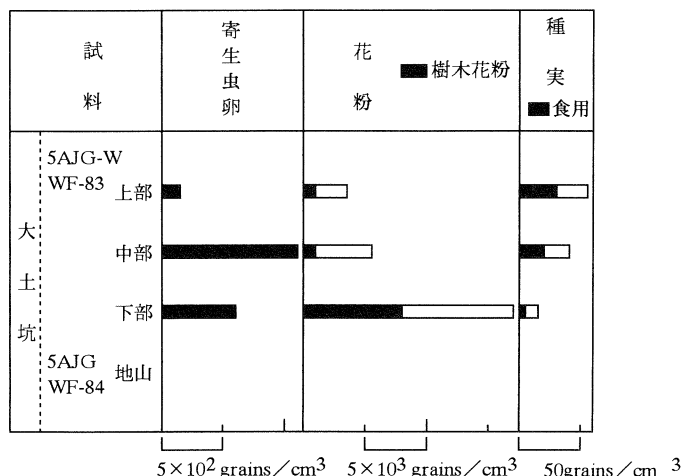 試料
寄生虫卵
花粉
■樹木花粉
種実
■食用
大土坑
5AJG-W
WF-83
上部
中部
下部
5AJG
WF-84
地山
5×10² grains／cm³
5×10³ grains／cm³
50grains／cm³